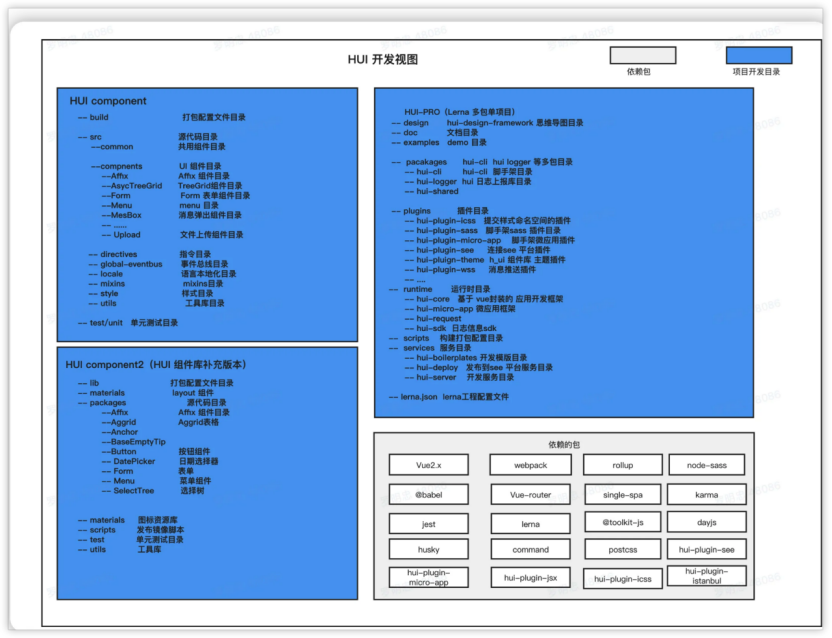 HUI 开发视图
依赖包
项目开发目录
HUI component
-- build 打包配置文件目录
-- src 源代码目录
--common 共用组件目录
--compnents UI 组件目录
--Affix Affix 组件目录
--AsycTreeGrid TreeGrid组件目录
--Form Form 表单组件目录
--Menu menu 目录
--MesBox 消息弹出组件目录
-- ......
-- Upload 文件上传组件目录
-- directives 指令目录
-- global-eventbus 事件总线目录
-- locale 语言本地化目录
-- mixins mixins目录
-- style 样式目录
-- utils 工具库目录
-- test/unit 单元测试目录
HUI component2（HUI 组件库补充版本）
-- lib 打包配置文件目录
-- materials layout 组件
-- packages 源代码目录
--Affix Affix 组件目录
--Aggrid Aggrid表格
--Anchor
--BaseEmptyTip
--Button 按钮组件
-- DatePicker 日期选择器
-- Form 表单
-- Menu 菜单组件
-- SelectTree 选择树
-- materials 图标资源库
-- scripts 发布镜像脚本
-- test 单元测试目录
-- utils 工具库
HUI-PRO（Lerna 多包单项目）
-- design hui-design-framework 思维导图目录
-- doc 文档目录
-- examples demo 目录
-- pacakages hui-cli hui logger 等多包目录
-- hui-cli hui-cli 脚手架目录
-- hui-logger hui 日志上报库目录
-- hui-shared
-- plugins 插件目录
-- hui-plugin-icss 提交样式命名空间的插件
-- hui-plugin-sass 脚手架sass 插件目录
-- hui-plugin-micro-app 脚手架微应用插件
-- hui-plugin-see 连接see 平台插件
-- hui-pluign-theme h_ui 组件库 主题插件
-- hui-plugin-wss 消息推送插件
-- ....
-- runtime 运行时目录
-- hui-core 基于 vue封装的 应用开发框架
-- hui-micro-app 微应用框架
-- hui-request
-- hui-sdk 日志信息sdk
-- scripts 构建打包配置目录
-- services 服务目录
-- hui-boilerplates 开发模版目录
-- hui-deploy 发布到see 平台服务目录
-- hui-server 开发服务目录
-- lerna.json lerna工程配置文件
依赖的包
Vue2.x webpack rollup node-sass
@babel Vue-router single-spa karma
jest lerna @toolkit-js dayjs
husky command postcss hui-plugin-see
hui-plugin-micro-app hui-plugin-jsx hui-plugin-icss hui-plugin-istanbul